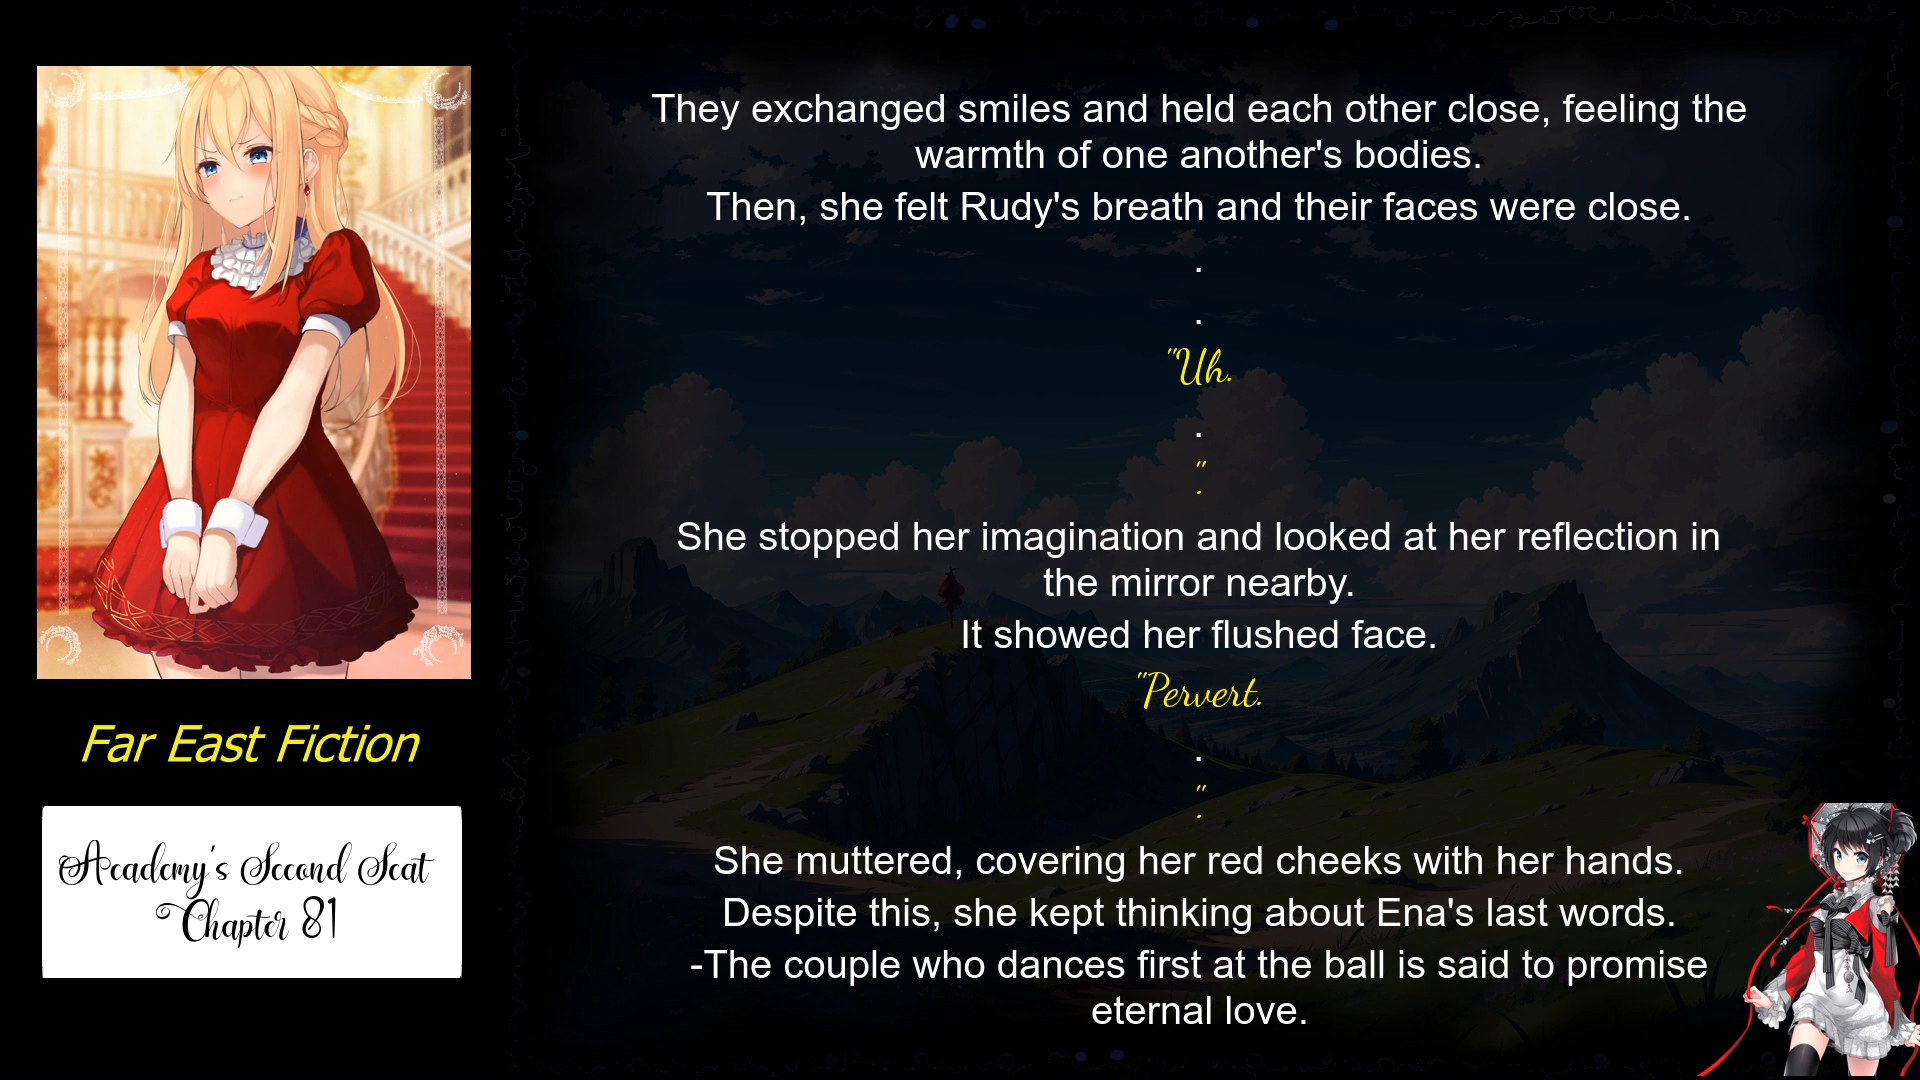 They exchanged smiles and held each other close, feeling the
warmth of one another's bodies.
Then, she felt Rudy's breath and their faces were close.
.
.
"Uh.
.
."
She stopped her imagination and looked at her reflection in
the mirror nearby.
It showed her flushed face.
"Pervert.
.
."
She muttered, covering her red cheeks with her hands.
Despite this, she kept thinking about Ena's last words.
-The couple who dances first at the ball is said to promise
eternal love.
Far East Fiction
Academy's Second Seat
Chapter 81